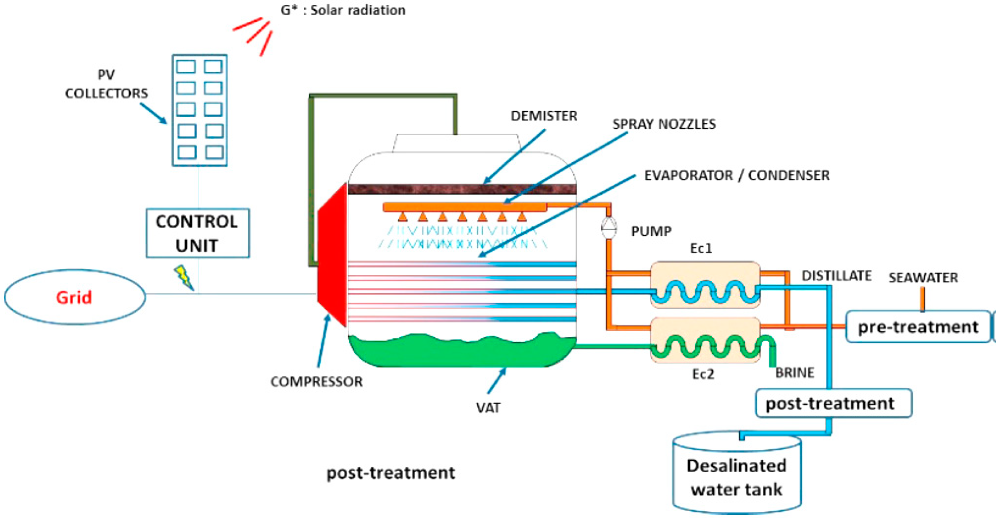 G* : Solar radiation
PV
COLLECTORS
DEMISTER
SPRAY NOZZLES
EVAPORATOR / CONDENSER
CONTROL
UNIT
PUMP
Ec1
DISTILLATE
SEAWATER
Grid
pre-treatment
COMPRESSOR
Ec2
BRINE
VAT
post-treatment
post-treatment
Desalinated
water tank